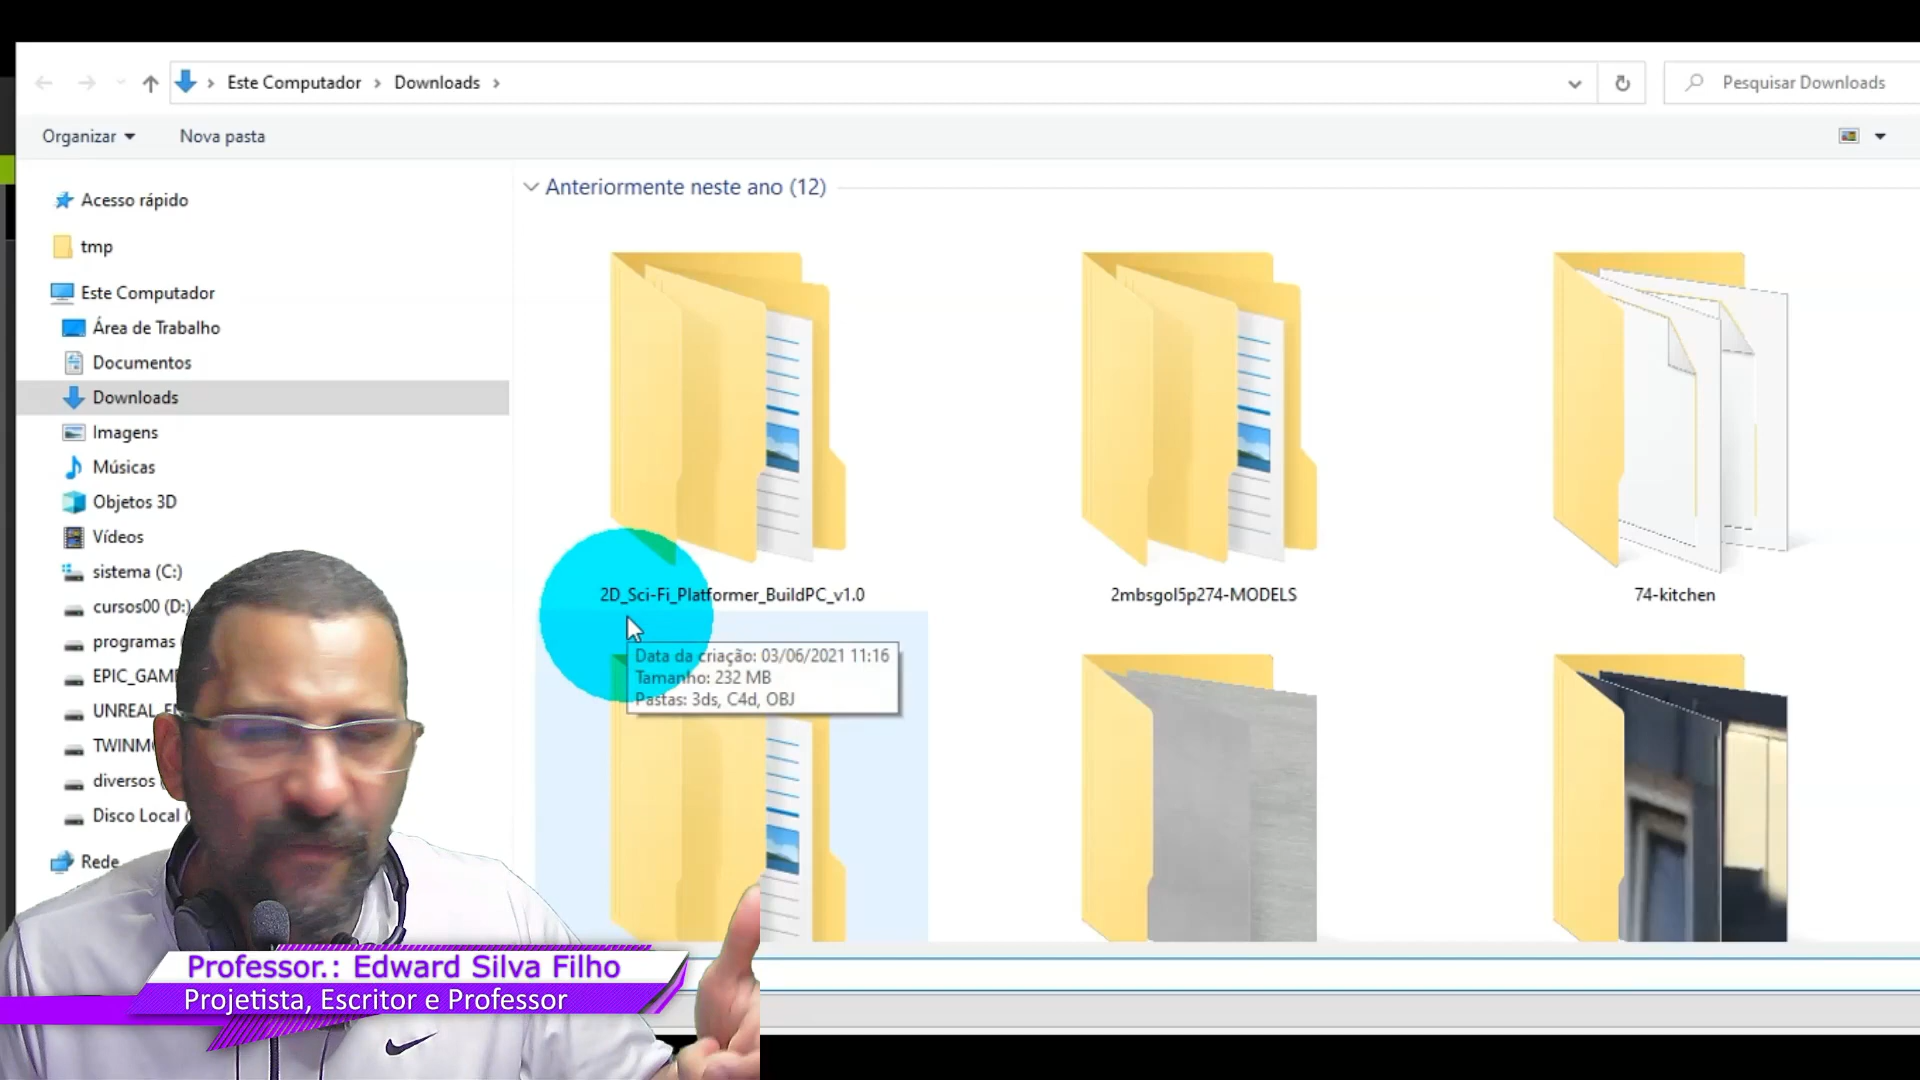 Este Computador > Downloads >
Pesquisar Downloads
Organizar
Nova pasta
Acesso rápido
tmp
Este Computador
Área de Trabalho
Documentos
Downloads
Imagens
Músicas
Objetos 3D
Vídeos
sistema (C:)
cursos00 (D:)
programas
EPIC_GAM
UNREAL_EN
TWINM
diversos
Disco Local (
Rede
Anteriormente neste ano (12)
2D_Sci-Fi_Platformer_BuildPC_v1.0
2mbsgol5p274-MODELS
74-kitchen
Data da criação: 03/06/2021 11:16
Tamanho: 232 MB
Pastas: 3ds, C4d, OBJ
Professor.: Edward Silva Filho
Projetista, Escritor e Professor